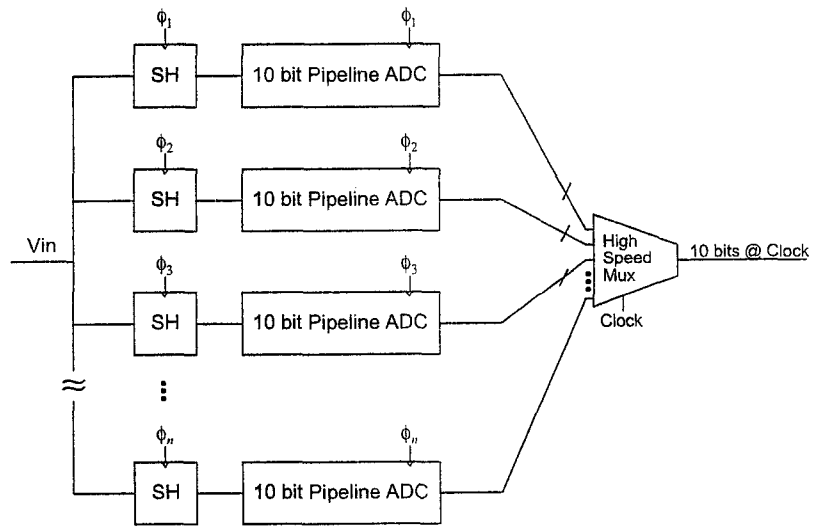 ϕ1 ϕ1
SH 10 bit Pipeline ADC
ϕ2 ϕ2
SH 10 bit Pipeline ADC
Vin
ϕ3 ϕ3
SH 10 bit Pipeline ADC
High
Speed
Mux
10 bits @ Clock
Clock
ϕn ϕn
SH 10 bit Pipeline ADC